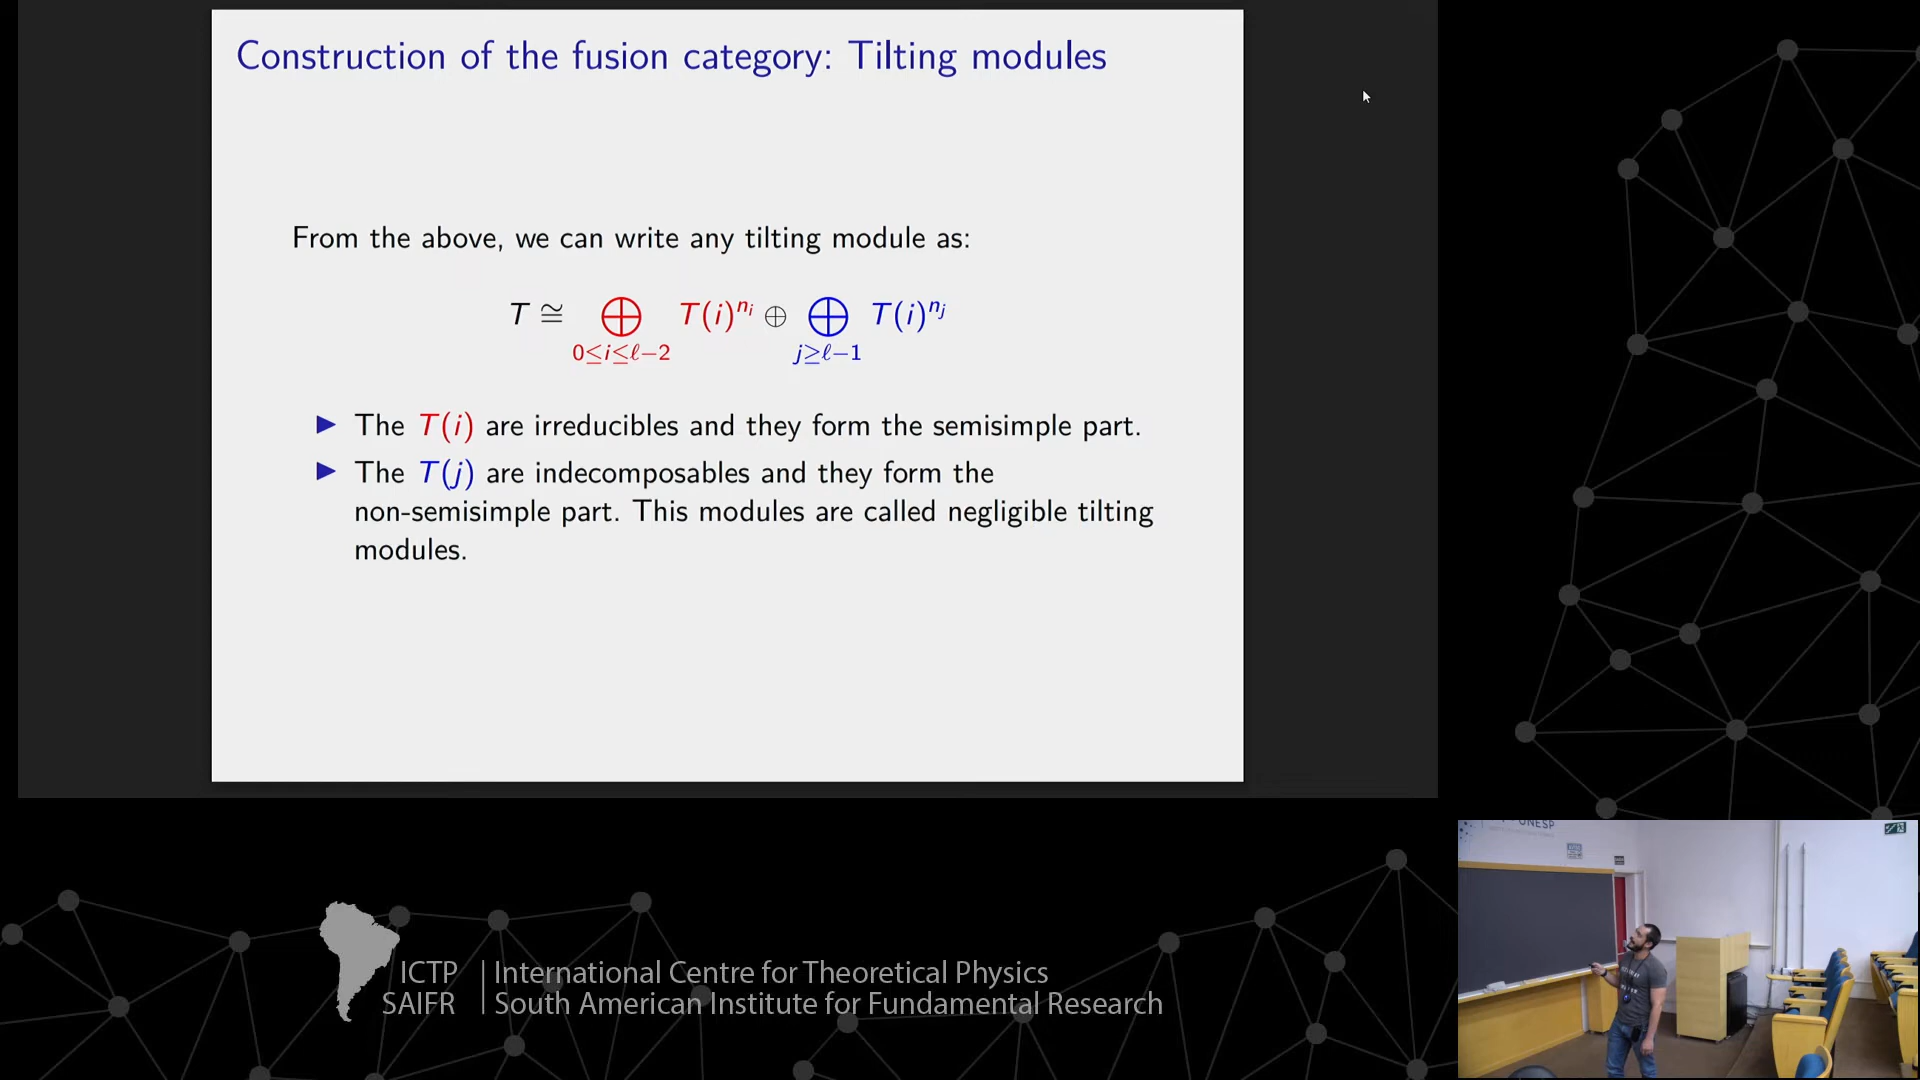 Construction of the fusion category: Tilting modules
From the above, we can write any tilting module as:
T ≅ ⊕ T(i)^{n_i} ⊕ ⊕ T(i)^{n_j}
0≤i≤ℓ−2 j≥ℓ−1
▶ The T(i) are irreducibles and they form the semisimple part.
▶ The T(j) are indecomposables and they form the
non-semisimple part. This modules are called negligible tilting
modules.
UNESP
ICTP | International Centre for Theoretical Physics
SAIFR | South American Institute for Fundamental Research